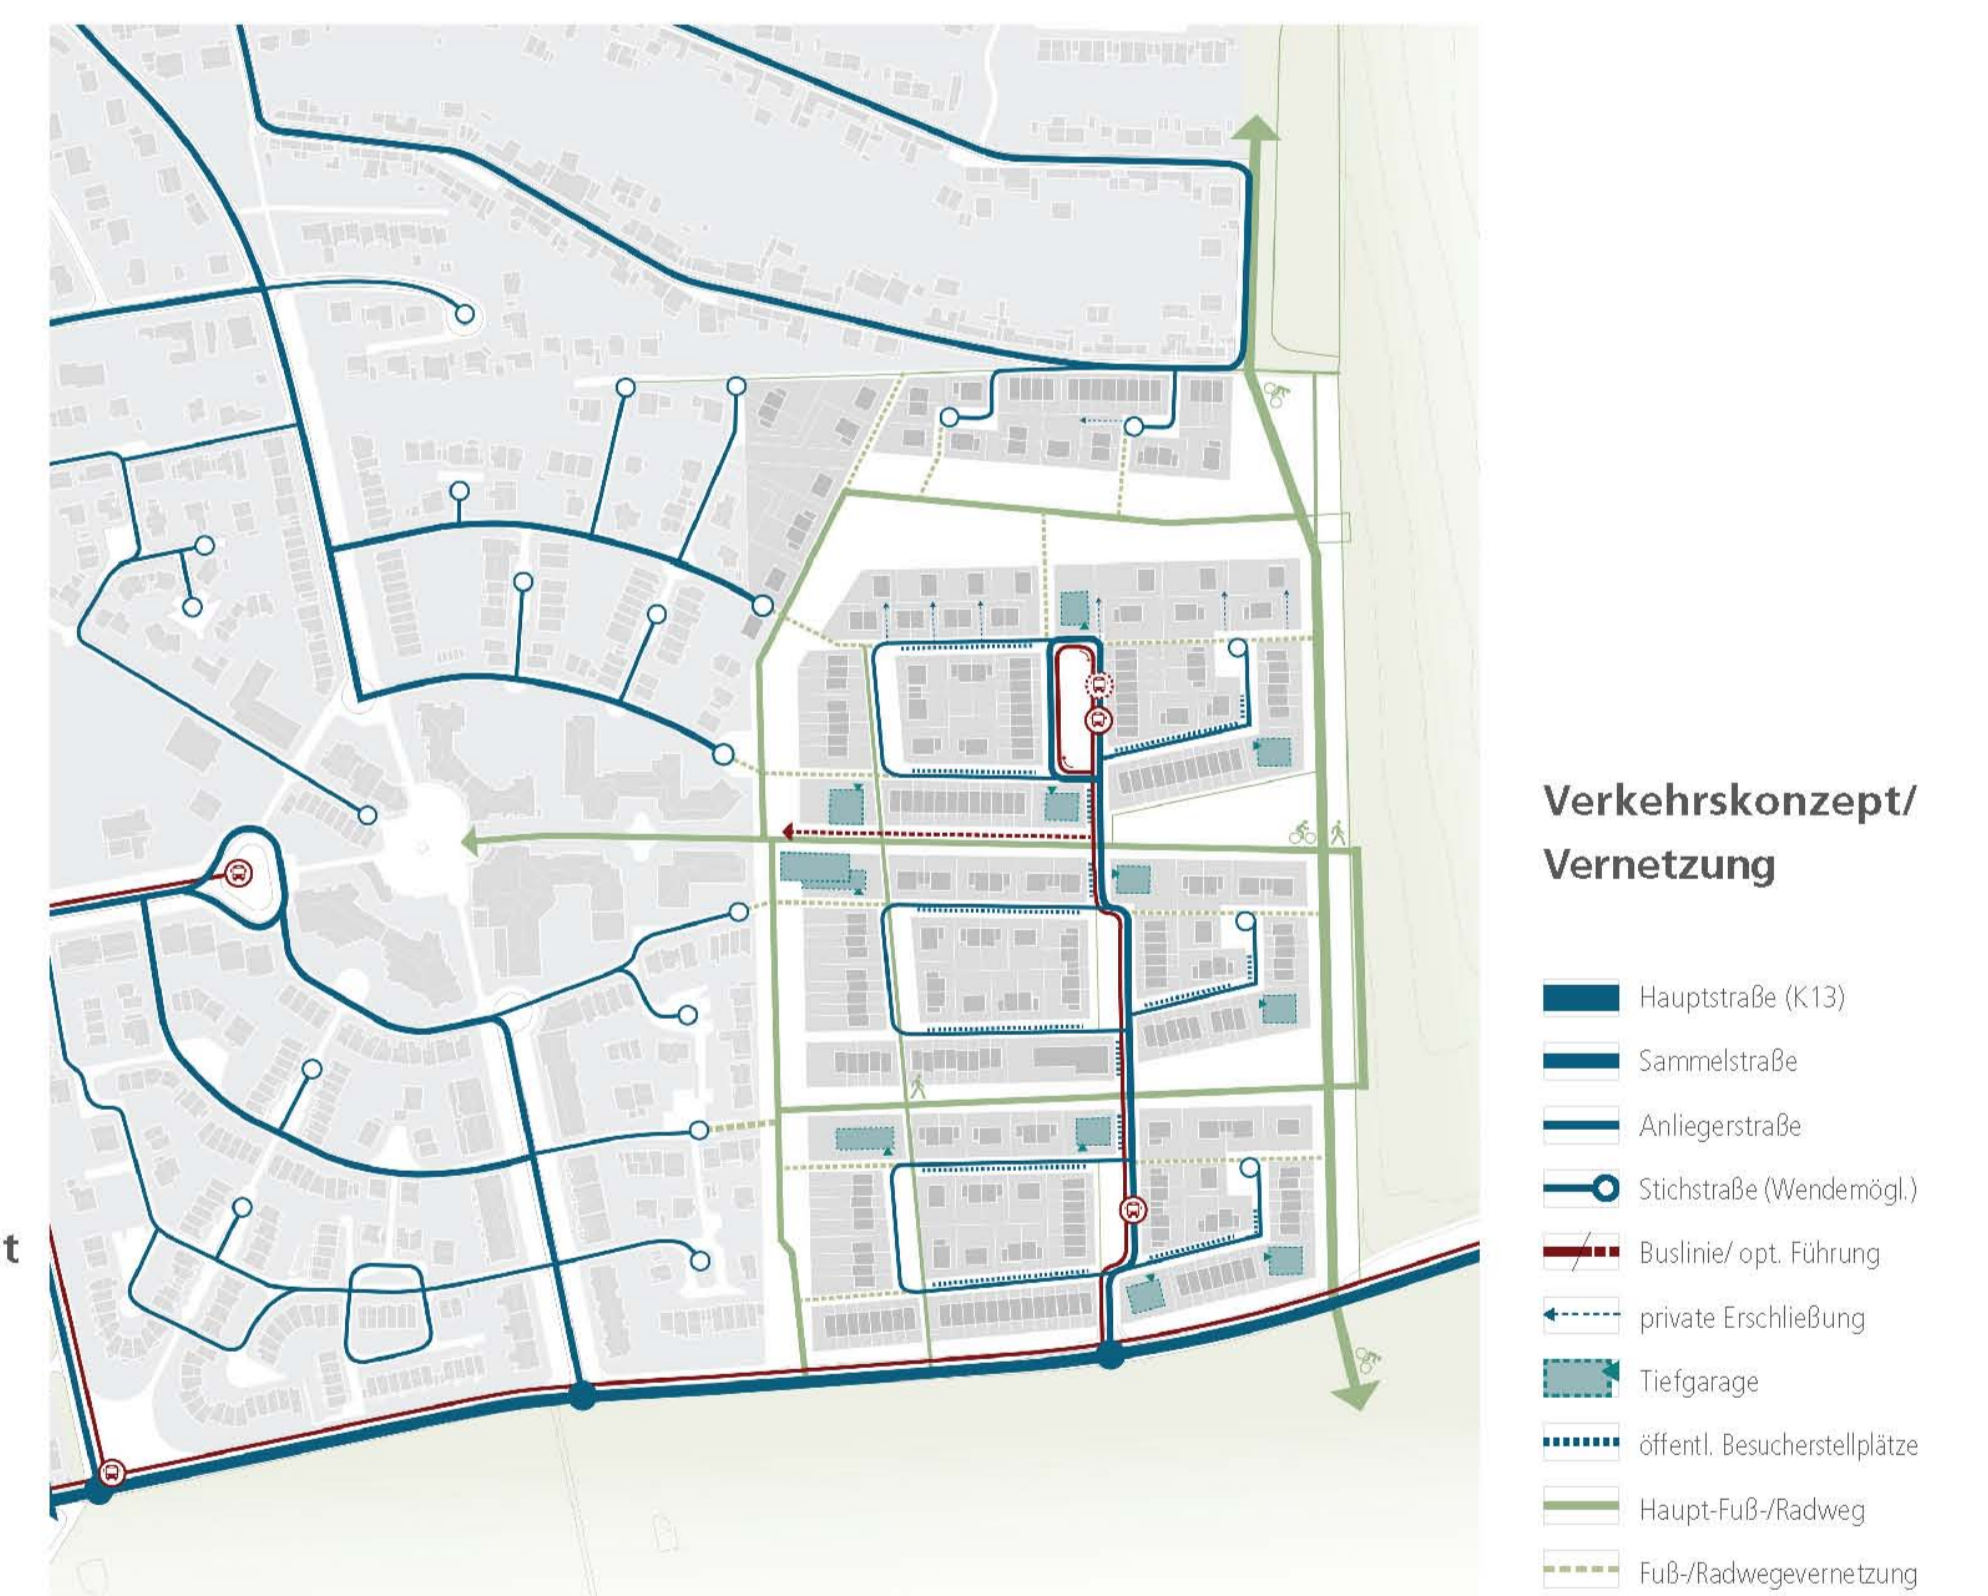 Verkehrskonzept/
Vernetzung
Hauptstraße (K13)
Sammelstraße
Anliegerstraße
Stichstraße (Wendemögl.)
t
Buslinie/ opt. Führung
private Erschließung
Tiefgarage
öffentl. Besucherstellplätze
Haupt-Fuß-/Radweg
Fuß-/Radwegevernetzung